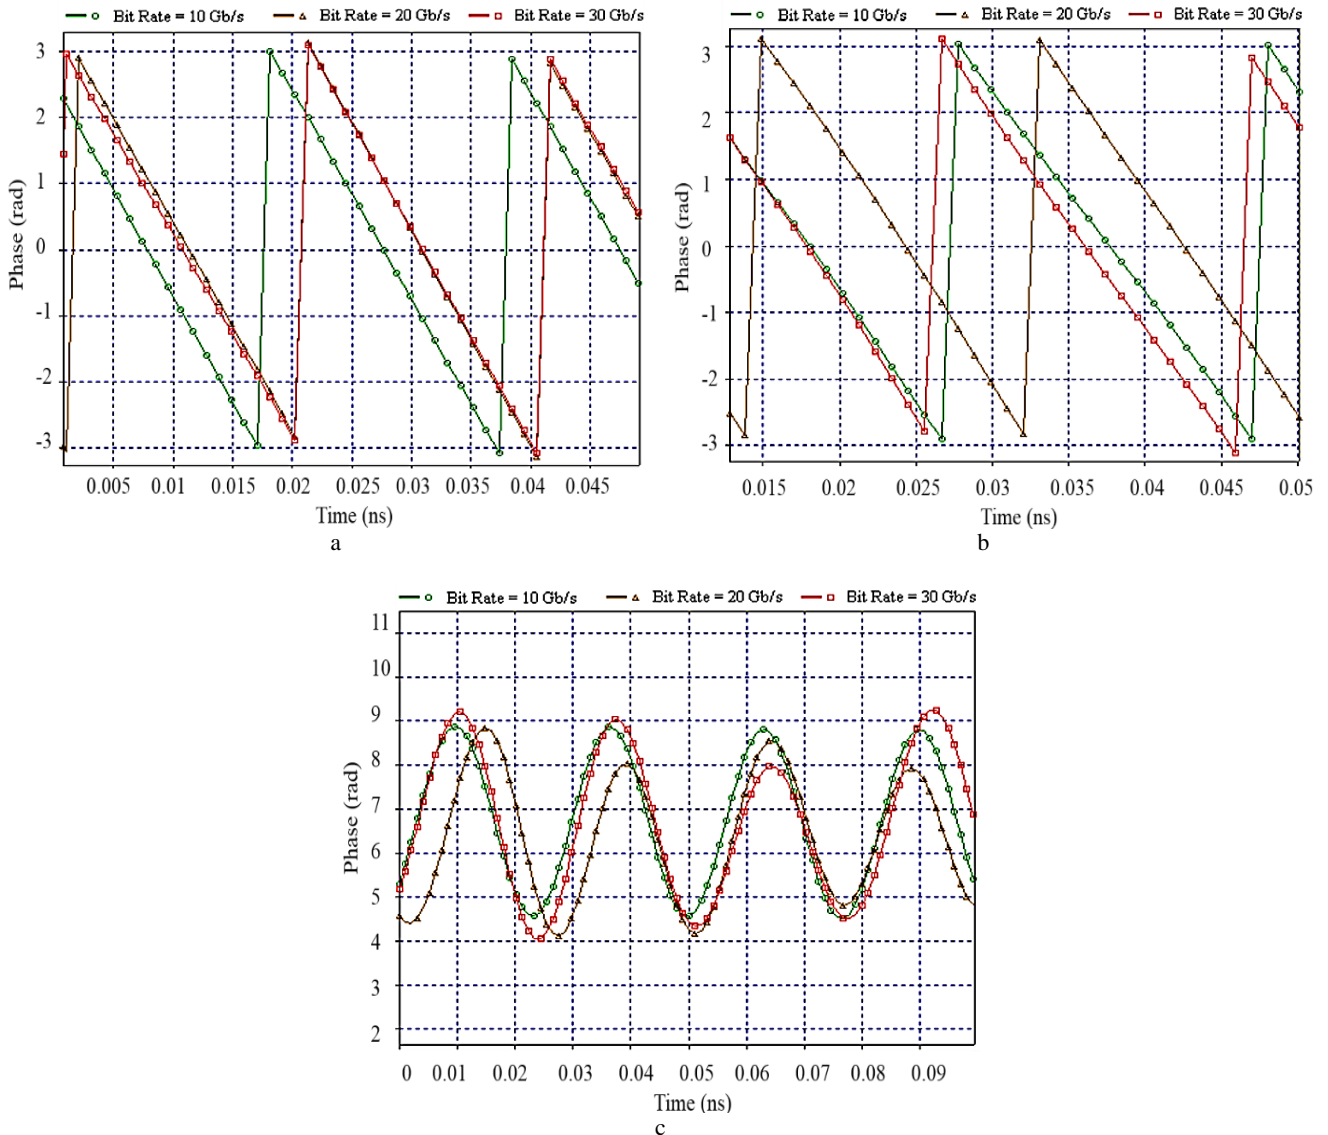 Bit Rate = 10 Gb/s Bit Rate = 20 Gb/s Bit Rate = 30 Gb/s
3
2
1
0
-1
-2
-3
Phase (rad)
0.005 0.01 0.015 0.02 0.025 0.03 0.035 0.04 0.045
Time (ns)
a
Bit Rate = 10 Gb/s Bit Rate = 20 Gb/s Bit Rate = 30 Gb/s
3
2
1
0
-1
-2
-3
Phase (rad)
0.015 0.02 0.025 0.03 0.035 0.04 0.045 0.05
Time (ns)
b
Bit Rate = 10 Gb/s Bit Rate = 20 Gb/s Bit Rate = 30 Gb/s
11
10
9
8
7
6
5
4
3
2
Phase (rad)
0 0.01 0.02 0.03 0.04 0.05 0.06 0.07 0.08 0.09
Time (ns)
c